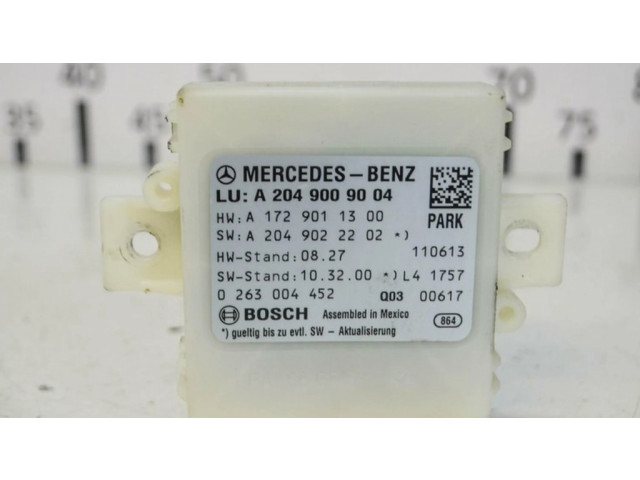 35 40 70 75 8
MERCEDES-BENZ
LU: A 204 900 90 04
HW: A 172 901 13 00 PARK
SW: A 204 902 22 02 *)
HW-Stand: 08.27 110613
SW-Stand: 10.32.00 *) L4 1757
0 263 004 452 Q03 00617
BOSCH Assembled in Mexico 864
*) gueltig bis zu evtl. SW - Aktualisierung